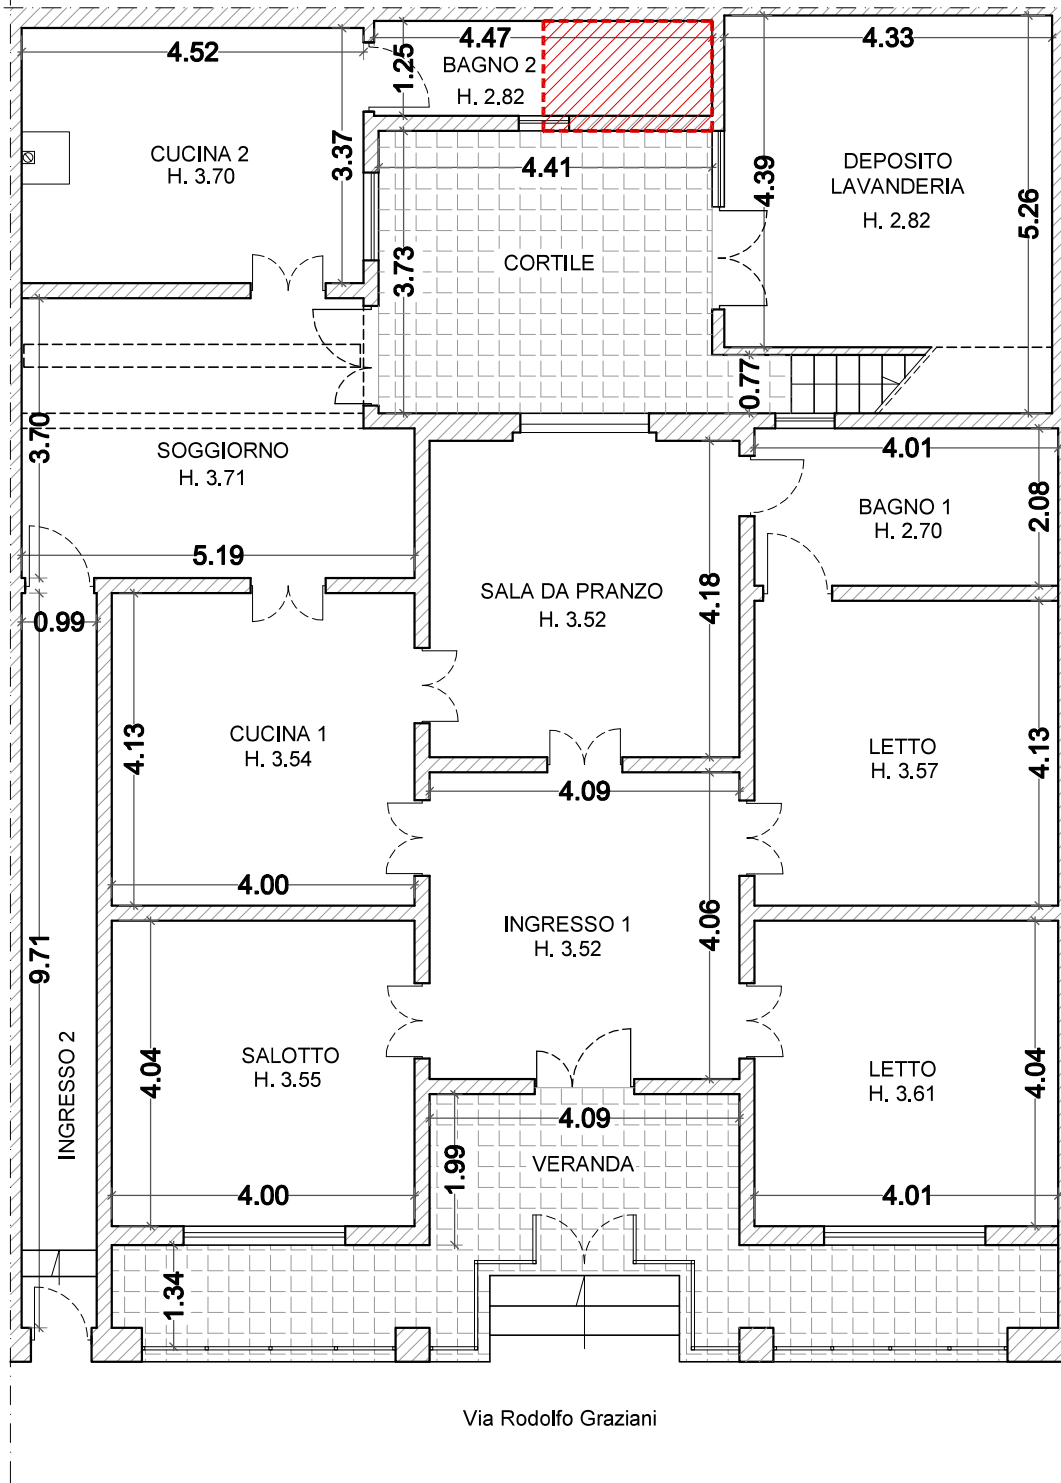 4.52
4.47
4.33
1.25
BAGNO 2
H. 2.82
CUCINA 2
H. 3.70
3.37
4.41
4.39
DEPOSITO
LAVANDERIA
H. 2.82
5.26
CORTILE
3.73
0.77
3.70
SOGGIORNO
H. 3.71
4.01
BAGNO 1
H. 2.70
2.08
5.19
SALA DA PRANZO
H. 3.52
4.18
0.99
CUCINA 1
H. 3.54
4.13
LETTO
H. 3.57
4.13
4.09
4.00
INGRESSO 1
H. 3.52
4.06
9.71
INGRESSO 2
SALOTTO
H. 3.55
4.04
LETTO
H. 3.61
4.04
4.09
VERANDA
1.99
4.00
4.01
1.34
Via Rodolfo Graziani